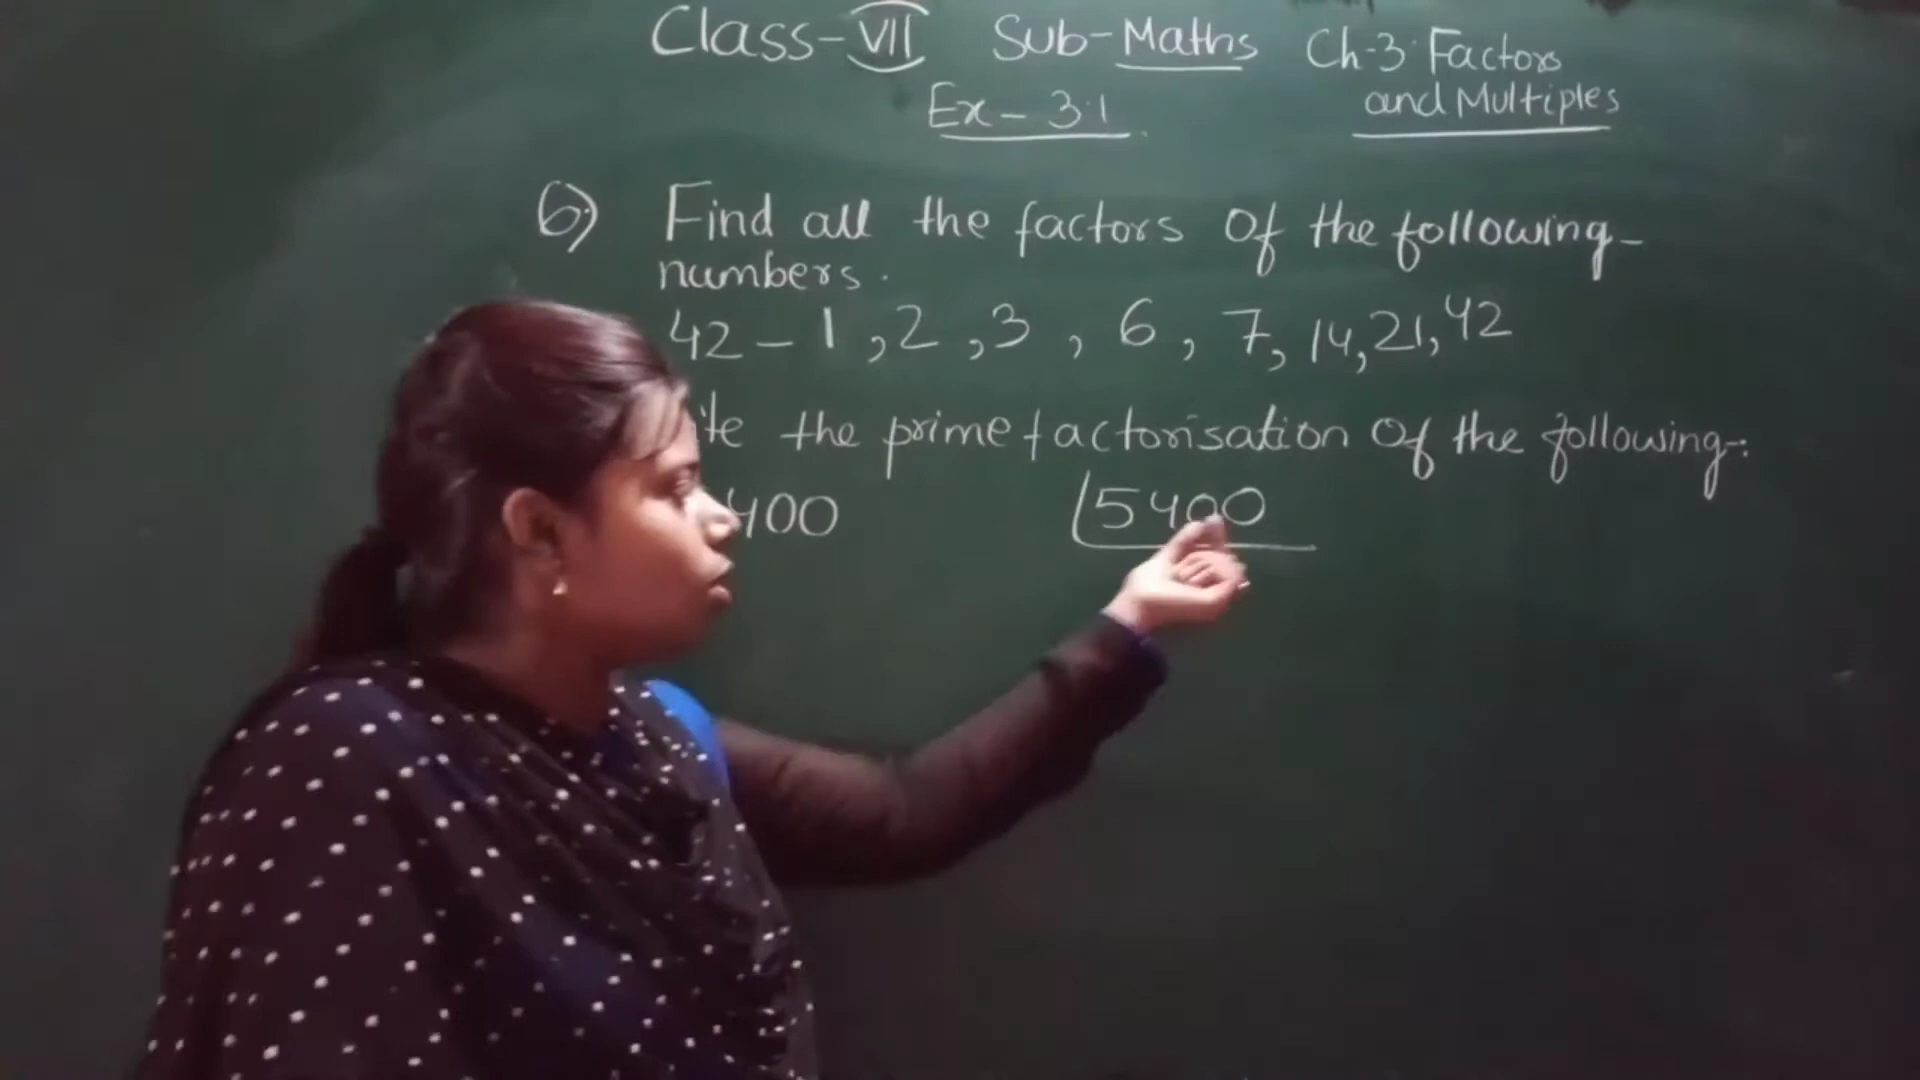 Class-VII Sub-Maths Ch-3: Factors
and Multiples
Ex-3.1
6) Find all the factors of the following-
numbers.
42 - 1, 2, 3, 6, 7, 14, 21, 42
the prime factorisation of the following-:
400 5400